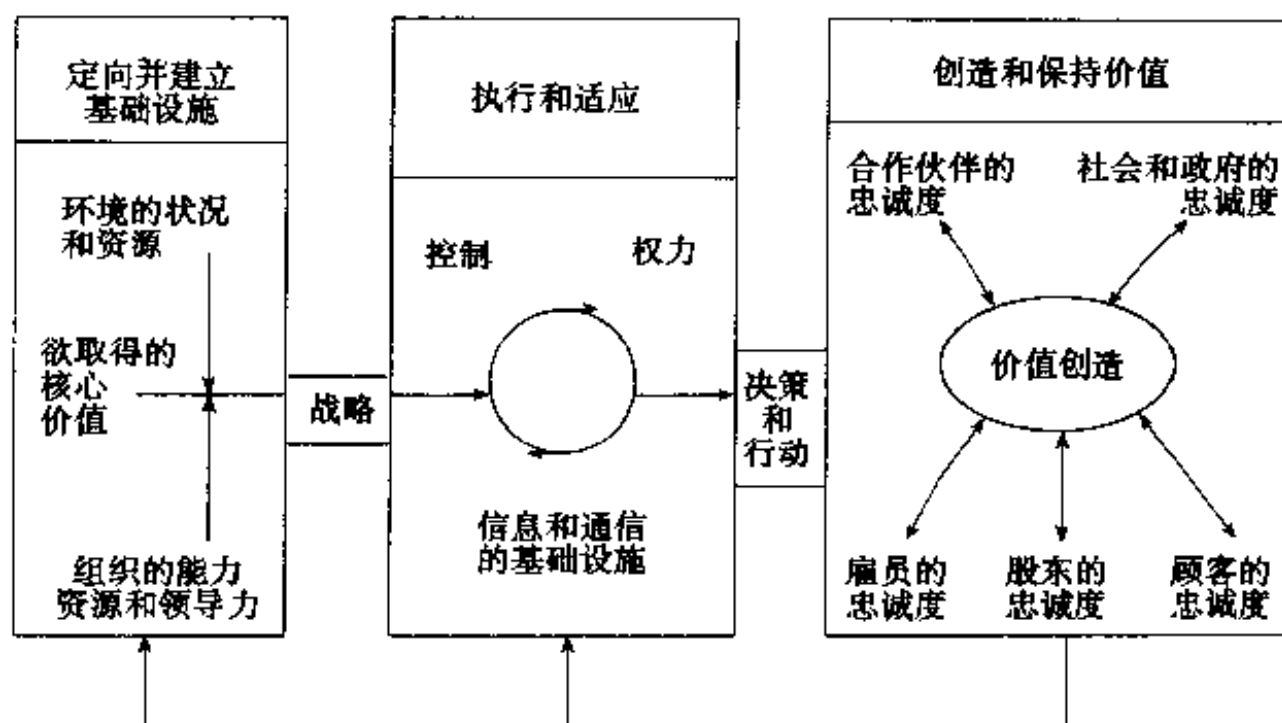 定向并建立
基础设施
环境的状况
和资源
欲取得的
核心
价值
组织的能力
资源和领导力
战略
执行和适应
控制
权力
信息和通信
的基础设施
决策
和
行动
创造和保持价值
合作伙伴的
忠诚度
社会和政府的
忠诚度
价值创造
雇员的
忠诚度
股东的
忠诚度
顾客的
忠诚度